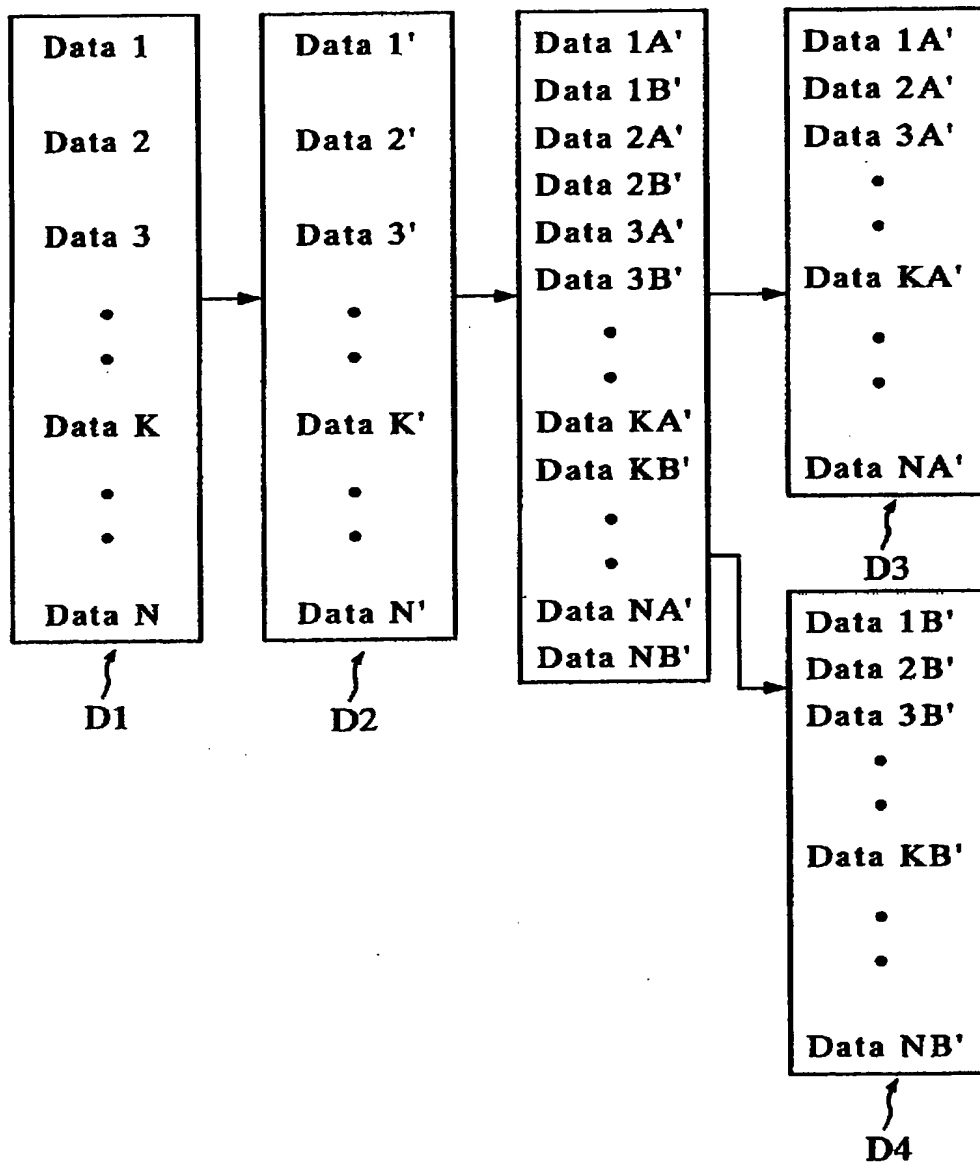 Data 1
Data 2
Data 3
Data K
Data N
D1
Data 1'
Data 2'
Data 3'
Data K'
Data N'
D2
Data 1A'
Data 1B'
Data 2A'
Data 2B'
Data 3A'
Data 3B'
Data KA'
Data KB'
Data NA'
Data NB'
Data 1A'
Data 2A'
Data 3A'
Data KA'
Data NA'
D3
Data 1B'
Data 2B'
Data 3B'
Data KB'
Data NB'
D4